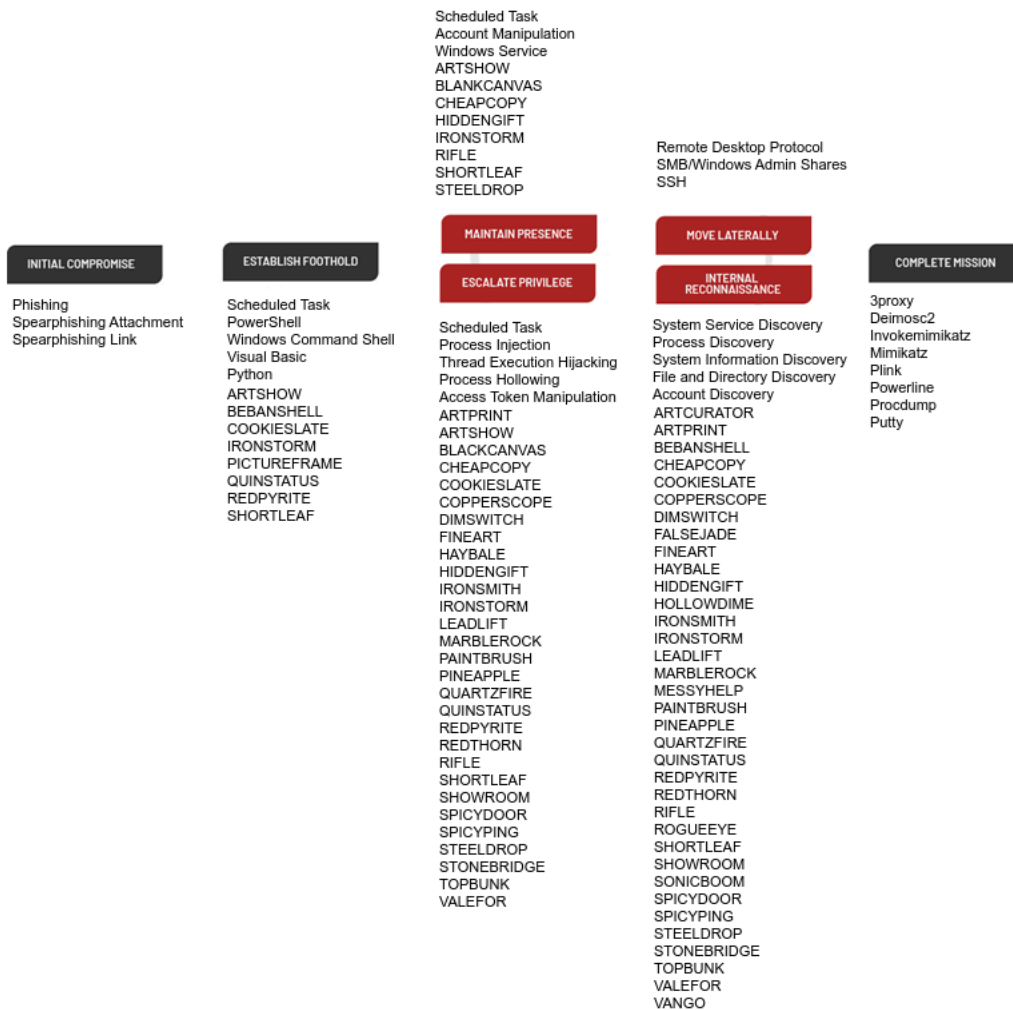 Scheduled Task
Account Manipulation
Windows Service
ARTSHOW
BLANKCANVAS
CHEAPCOPY
HIDDENGIFT
IRONSTORM
RIFLE
SHORTLEAF
STEELDROP
Remote Desktop Protocol
SMB/Windows Admin Shares
SSH
INITIAL COMPROMISE
Phishing
Spearphishing Attachment
Spearphishing Link
ESTABLISH FOOTHOLD
Scheduled Task
PowerShell
Windows Command Shell
Visual Basic
Python
ARTSHOW
BEBANSHELL
COOKIESLATE
IRONSTORM
PICTUREFRAME
QUINSTATUS
REDPYRITE
SHORTLEAF
MAINTAIN PRESENCE
ESCALATE PRIVILEGE
Scheduled Task
Process Injection
Thread Execution Hijacking
Process Hollowing
Access Token Manipulation
ARTPRINT
ARTSHOW
BLACKCANVAS
CHEAPCOPY
COOKIESLATE
COPPERSCOPE
DIMSWITCH
FINEART
HAYBALE
HIDDENGIFT
IRONSMITH
IRONSTORM
LEADLIFT
MARBLEROCK
PAINTBRUSH
PINEAPPLE
QUARTZFIRE
QUINSTATUS
REDPYRITE
REDTHORN
RIFLE
SHORTLEAF
SHOWROOM
SPICYDOOR
SPICYPING
STEELDROP
STONEBRIDGE
TOPBUNK
VALEFOR
MOVE LATERALLY
INTERNAL
RECONNAISSANCE
System Service Discovery
Process Discovery
System Information Discovery
File and Directory Discovery
Account Discovery
ARTCURATOR
ARTPRINT
BEBANSHELL
CHEAPCOPY
COOKIESLATE
COPPERSCOPE
DIMSWITCH
FALSEJADE
FINEART
HAYBALE
HIDDENGIFT
HOLLOWDIME
IRONSMITH
IRONSTORM
LEADLIFT
MARBLEROCK
MESSYHELP
PAINTBRUSH
PINEAPPLE
QUARTZFIRE
QUINSTATUS
REDPYRITE
REDTHORN
RIFLE
ROGUEEYE
SHORTLEAF
SHOWROOM
SONICBOOM
SPICYDOOR
SPICYPING
STEELDROP
STONEBRIDGE
TOPBUNK
VALEFOR
VANGO
COMPLETE MISSION
3proxy
Deimosc2
Invokemimikatz
Mimikatz
Plink
Powerline
Procdump
Putty